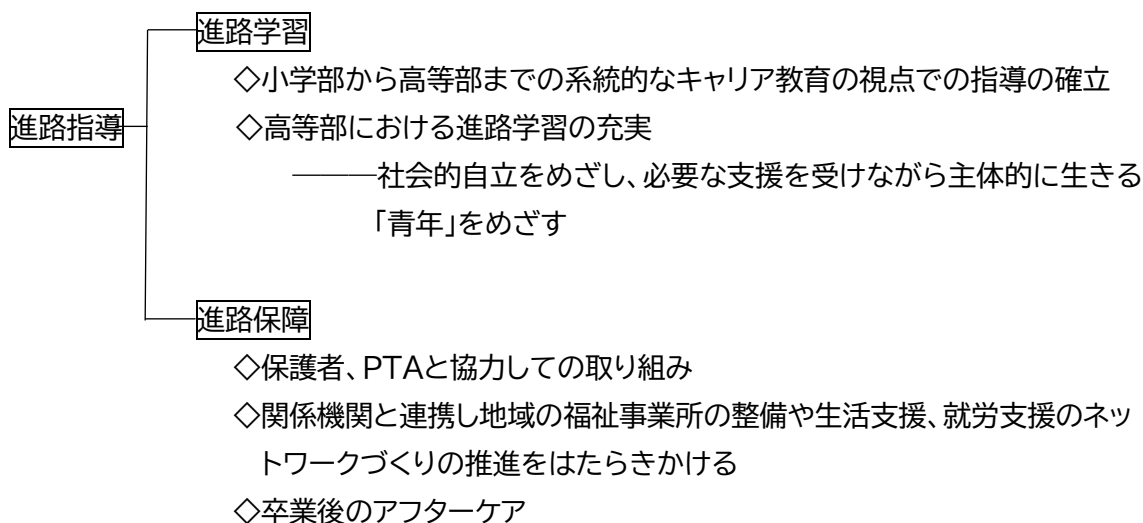 進路学習
◇小学部から高等部までの系統的なキャリア教育の視点での指導の確立
進路指導
◇高等部における進路学習の充実
―――社会的自立をめざし、必要な支援を受けながら主体的に生きる
「青年」をめざす
進路保障
◇保護者、PTAと協力しての取り組み
◇関係機関と連携し地域の福祉事業所の整備や生活支援、就労支援のネッ
トワークづくりの推進をはたらきかける
◇卒業後のアフターケア